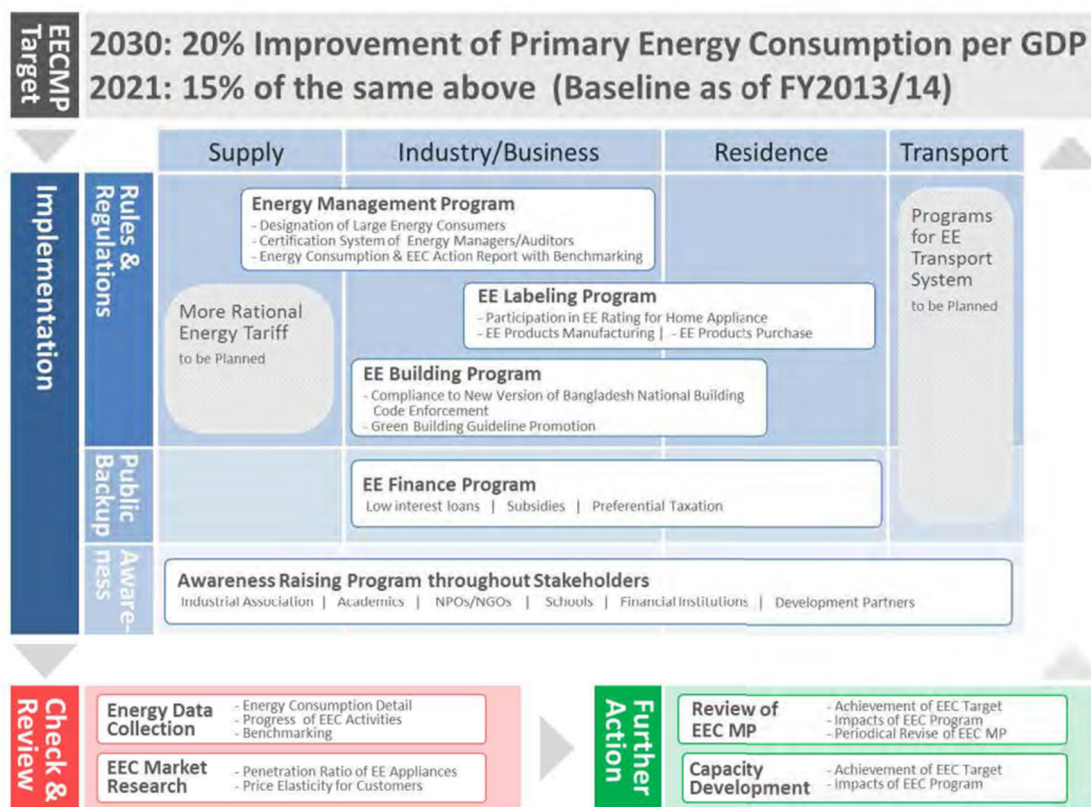 EECMP
Target
2030: 20% Improvement of Primary Energy Consumption per GDP
2021: 15% of the same above (Baseline as of FY2013/14)
Supply
Industry/Business
Residence
Transport
Implementation
Rules &
Regulations
Energy Management Program
- Designation of Large Energy Consumers
- Certification System of Energy Managers/Auditors
- Energy Consumption & EEC Action Report with Benchmarking
More Rational
Energy Tariff
to be Planned
EE Labeling Program
- Participation in EE Rating for Home Appliance
- EE Products Manufacturing | - EE Products Purchase
EE Building Program
- Compliance to New Version of Bangladesh National Building
Code Enforcement
- Green Building Guideline Promotion
Programs
for EE
Transport
System
to be Planned
Public
Backup
EE Finance Program
Low interest loans | Subsidies | Preferential Taxation
Aware-
ness
Awareness Raising Program throughout Stakeholders
Industrial Association | Academics | NPOs/NGOs | Schools | Financial Institutions | Development Partners
Check &
Review
Energy Data
Collection
- Energy Consumption Detail
- Progress of EEC Activities
- Benchmarking
EEC Market
Research
- Penetration Ratio of EE Appliances
- Price Elasticity for Customers
Further
Action
Review of
EEC MP
- Achievement of EEC Target
- Impacts of EEC Program
- Periodical Revise of EEC MP
Capacity
Development
- Achievement of EEC Target
- Impacts of EEC Program